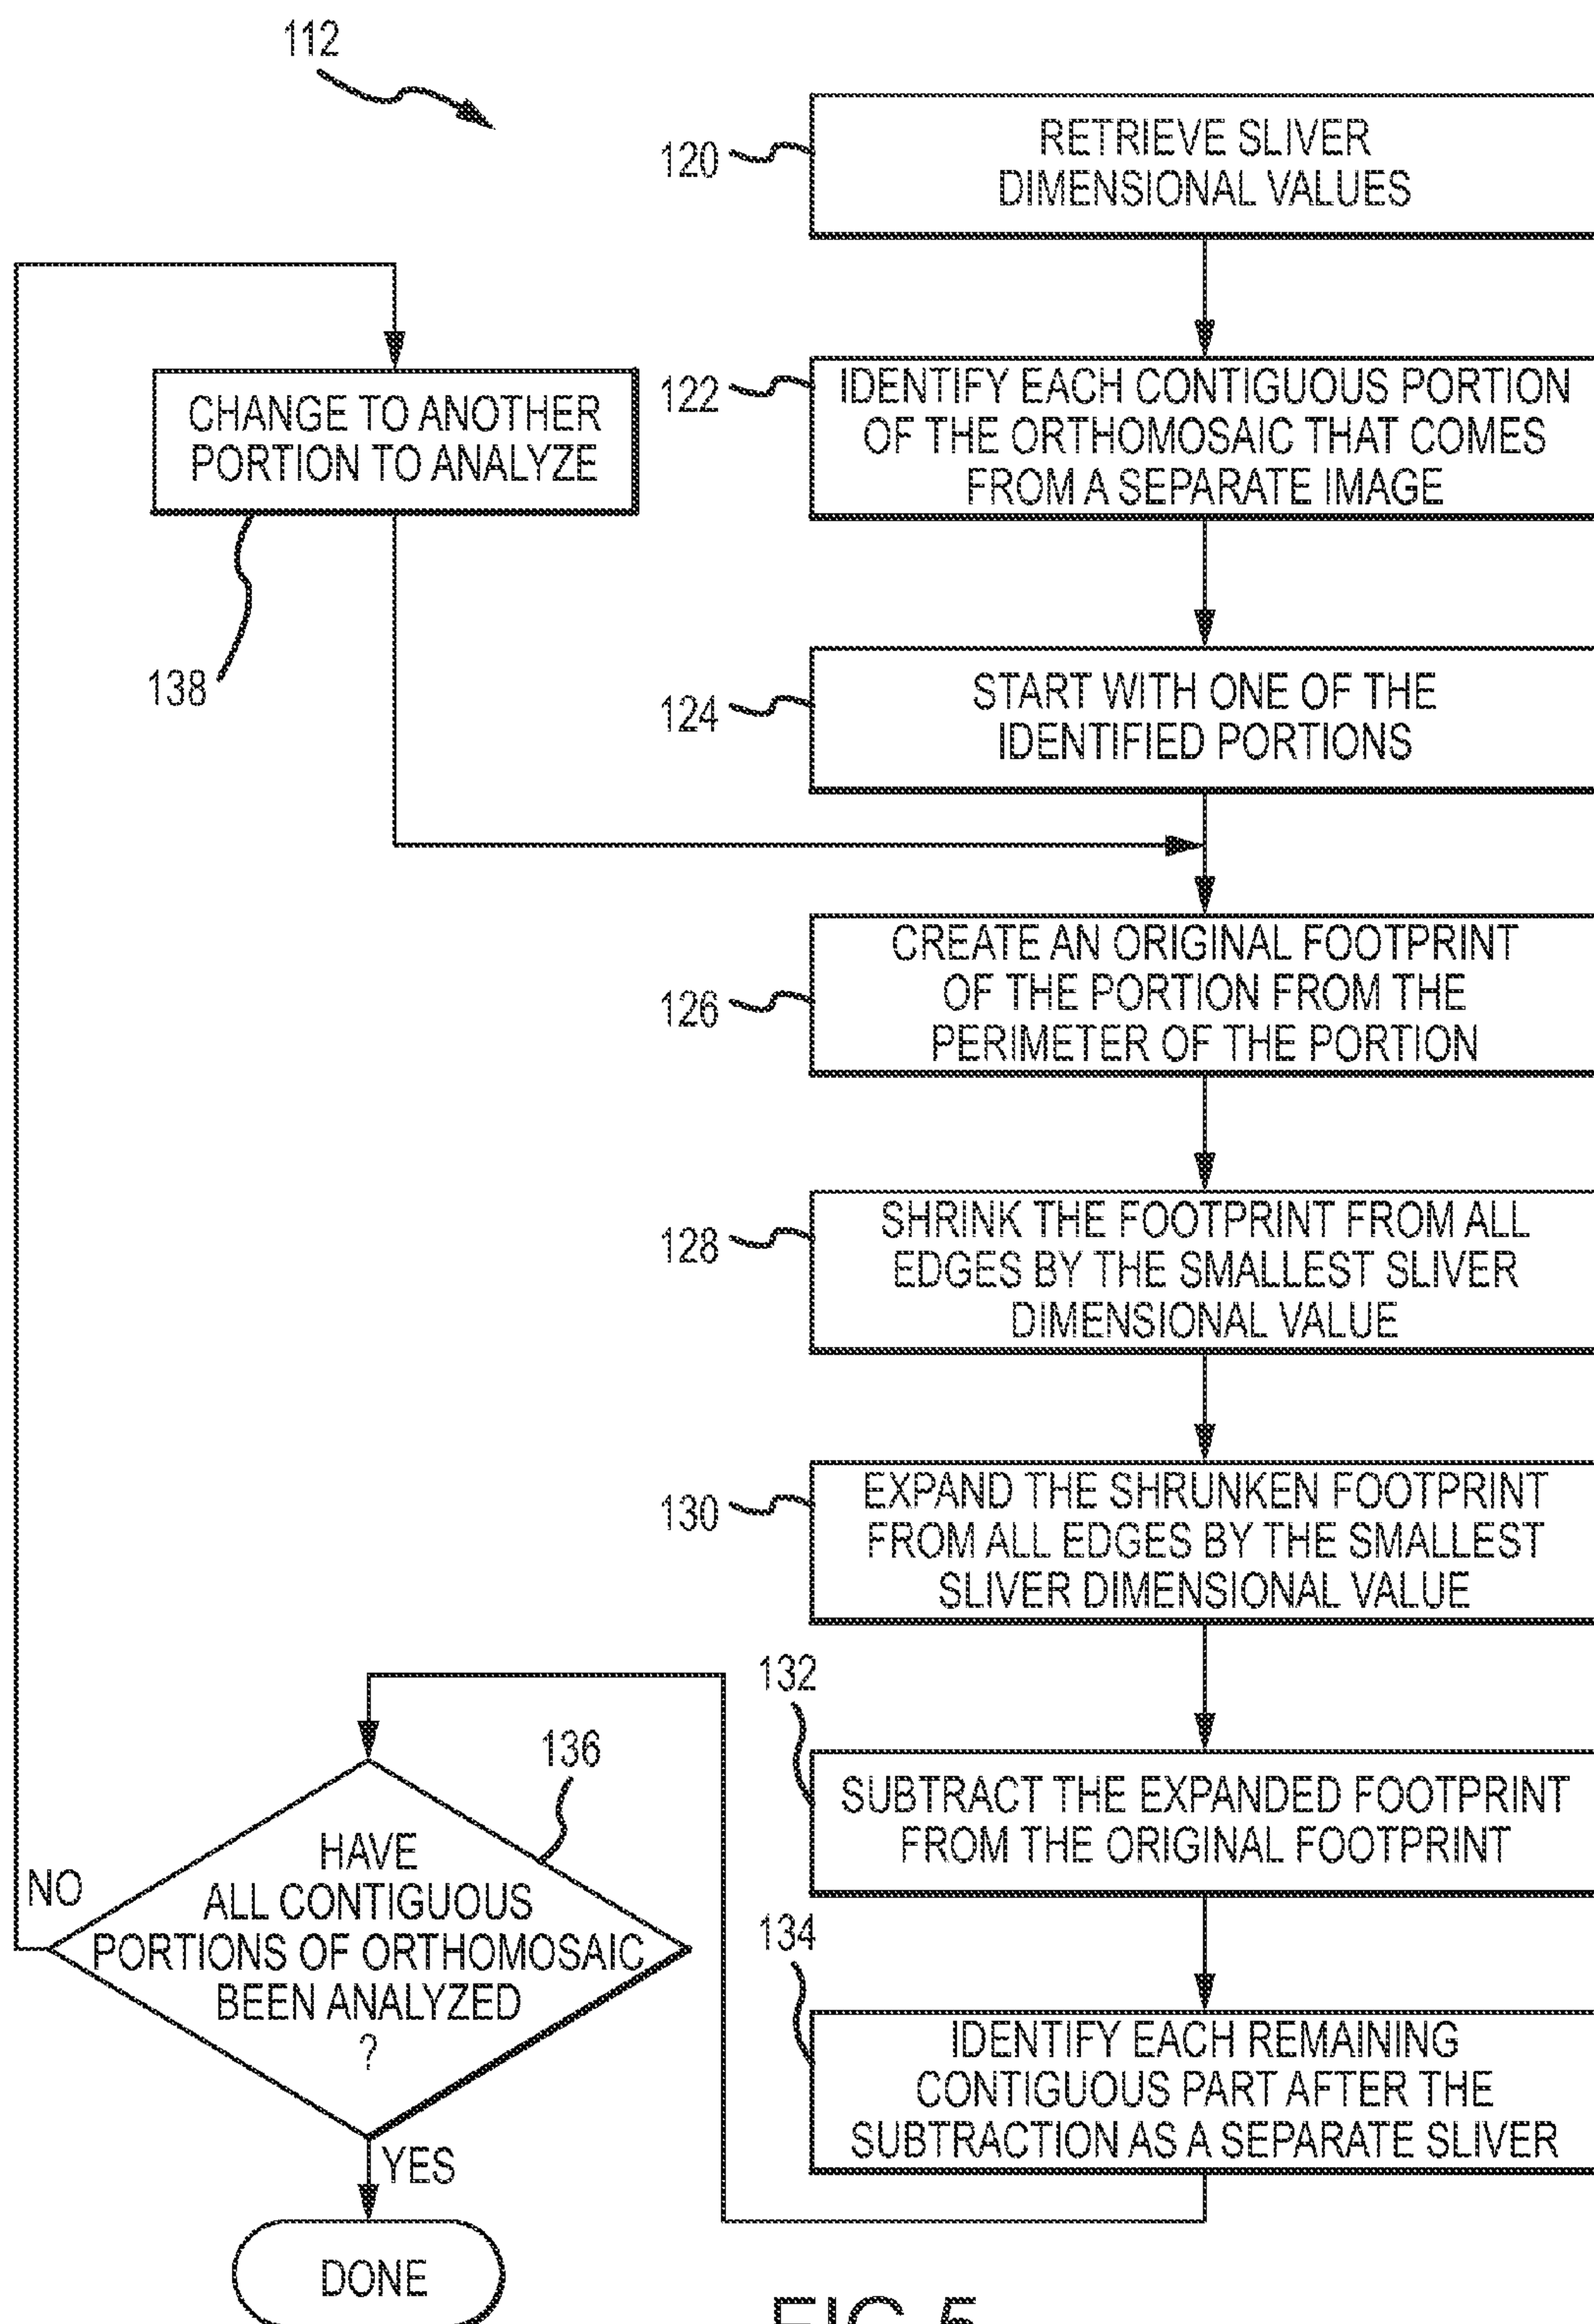 112
120
RETRIEVE SLIVER
DIMENSIONAL VALUES
122
IDENTIFY EACH CONTIGUOUS PORTION
OF THE ORTHOMOSAIC THAT COMES
FROM A SEPARATE IMAGE
CHANGE TO ANOTHER
PORTION TO ANALYZE
138
124
START WITH ONE OF THE
IDENTIFIED PORTIONS
126
CREATE AN ORIGINAL FOOTPRINT
OF THE PORTION FROM THE
PERIMETER OF THE PORTION
128
SHRINK THE FOOTPRINT FROM ALL
EDGES BY THE SMALLEST SLIVER
DIMENSIONAL VALUE
130
EXPAND THE SHRUNKEN FOOTPRINT
FROM ALL EDGES BY THE SMALLEST
SLIVER DIMENSIONAL VALUE
132
SUBTRACT THE EXPANDED FOOTPRINT
FROM THE ORIGINAL FOOTPRINT
134
IDENTIFY EACH REMAINING
CONTIGUOUS PART AFTER THE
SUBTRACTION AS A SEPARATE SLIVER
136
HAVE
ALL CONTIGUOUS
PORTIONS OF ORTHOMOSAIC
BEEN ANALYZED
?
NO
YES
DONE
FIG.5